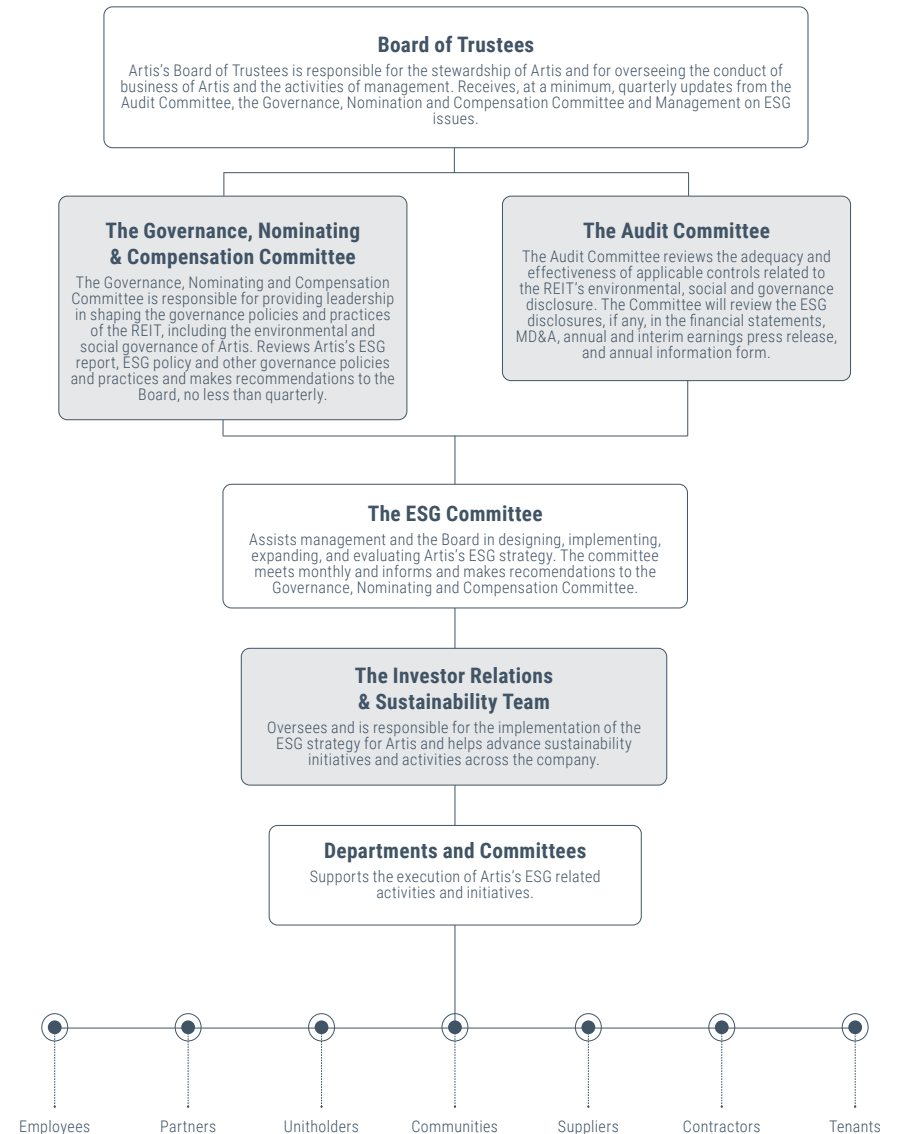 Board of Trustees
Artis's Board of Trustees is responsible for the stewardship of Artis and for overseeing the conduct of
business of Artis and the activities of management. Receives, at a minimum, quarterly updates from the
Audit Committee, the Governance, Nomination and Compensation Committee and Management on ESG
issues.
The Governance, Nominating
& Compensation Committee
The Governance, Nominating and Compensation
Committee is responsible for providing leadership
in shaping the governance policies and practices
of the REIT, including the environmental and
social governance of Artis. Reviews Artis's ESG
report, ESG policy and other governance policies
and practices and makes recommendations to the
Board, no less than quarterly.
The Audit Committee
The Audit Committee reviews the adequacy and
effectiveness of applicable controls related to
the REIT's environmental, social and governance
disclosure. The Committee will review the ESG
disclosures, if any, in the financial statements,
MD&A, annual and interim earnings press release,
and annual information form.
The ESG Committee
Assists management and the Board in designing, implementing,
expanding, and evaluating Artis's ESG strategy. The committee
meets monthly and informs and makes recomendations to the
Governance, Nominating and Compensation Committee.
The Investor Relations
& Sustainability Team
Oversees and is responsible for the implementation of the
ESG strategy for Artis and helps advance sustainability
initiatives and activities across the company.
Departments and Committees
Supports the execution of Artis's ESG related
activities and initiatives.
Employees Partners Unitholders Communities Suppliers Contractors Tenants